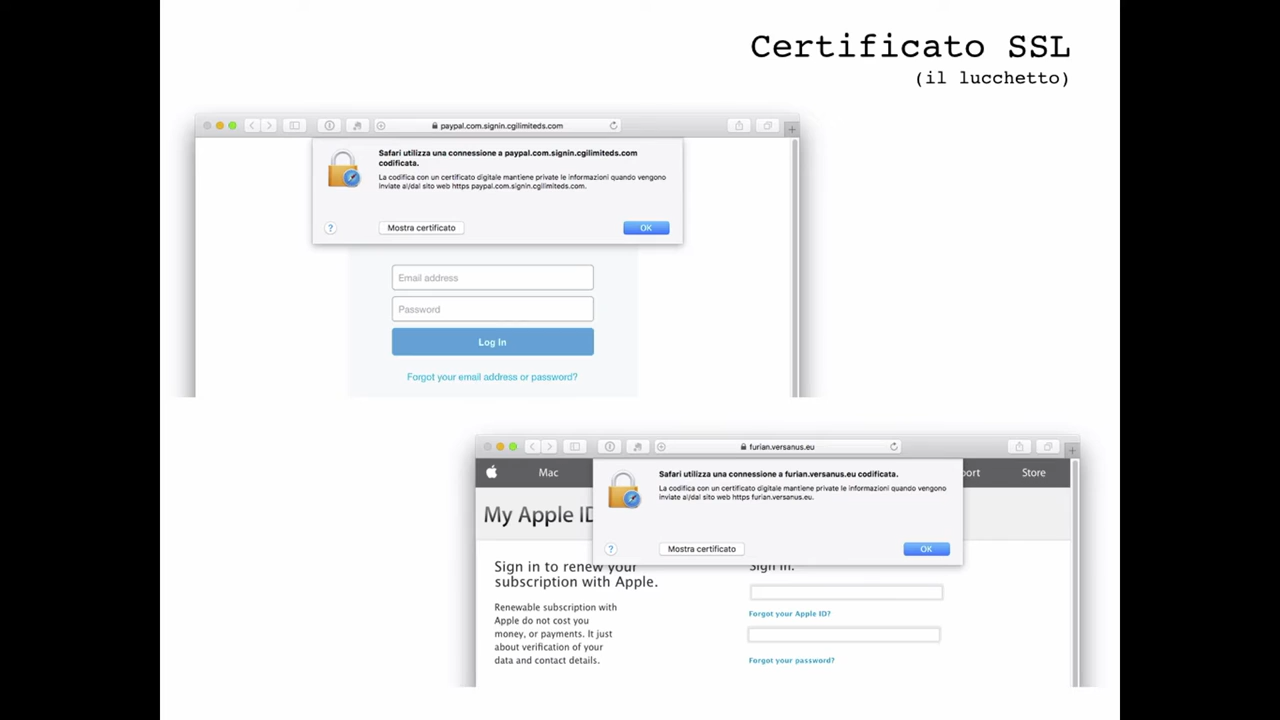 Certificato SSL
(il lucchetto)
paypal.com.signin.cgilimiteds.com
Safari utilizza una connessione a paypal.com.signin.cgilimiteds.com
codificata.
La codifica con un certificato digitale mantiene private le informazioni quando vengono
inviate a/dal sito web https paypal.com.signin.cgilimiteds.com.
?
Mostra certificato
OK
Email address
Password
Log In
Forgot your email address or password?
furian.versanus.eu
Mac
port
Store
Safari utilizza una connessione a furian.versanus.eu codificata.
La codifica con un certificato digitale mantiene private le informazioni quando vengono
inviate a/dal sito web https furian.versanus.eu.
?
Mostra certificato
OK
My Apple ID
Sign in to renew your
subscription with Apple.
Renewable subscription with
Apple do not cost you
money, or payments. It just
about verification of your
data and contact details.
Sign in.
Forgot your Apple ID?
Forgot your password?